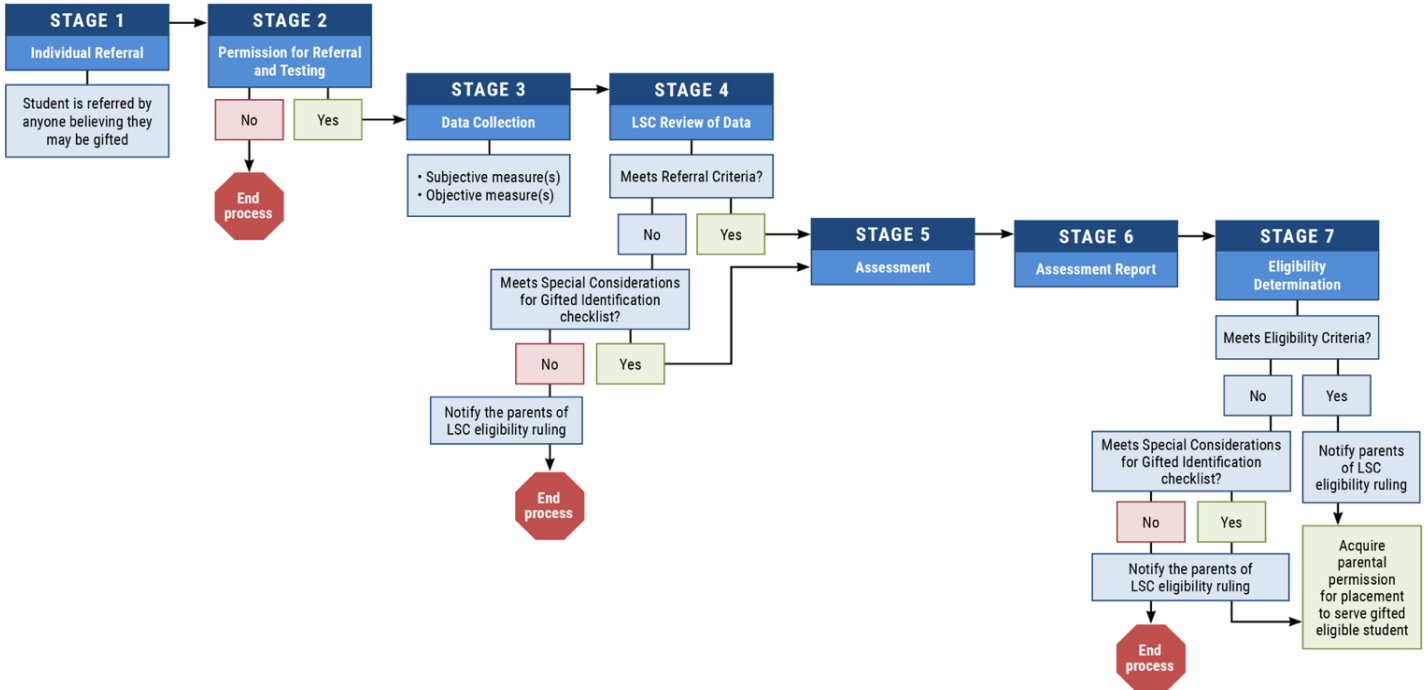 STAGE 1
Individual Referral
Student is referred by
anyone believing they
may be gifted
STAGE 2
Permission for Referral
and Testing
No
Yes
End
process
STAGE 3
Data Collection
• Subjective measure(s)
• Objective measure(s)
STAGE 4
LSC Review of Data
Meets Referral Criteria?
No
Yes
Meets Special Considerations
for Gifted Identification
checklist?
No
Yes
Notify the parents of
LSC eligibility ruling
End
process
STAGE 5
Assessment
STAGE 6
Assessment Report
STAGE 7
Eligibility
Determination
Meets Eligibility Criteria?
No
Yes
Meets Special Considerations
for Gifted Identification
checklist?
No
Yes
Notify the parents of
LSC eligibility ruling
End
process
Notify parents
of LSC
eligibility ruling
Acquire
parental
permission
for placement
to serve gifted
eligible student